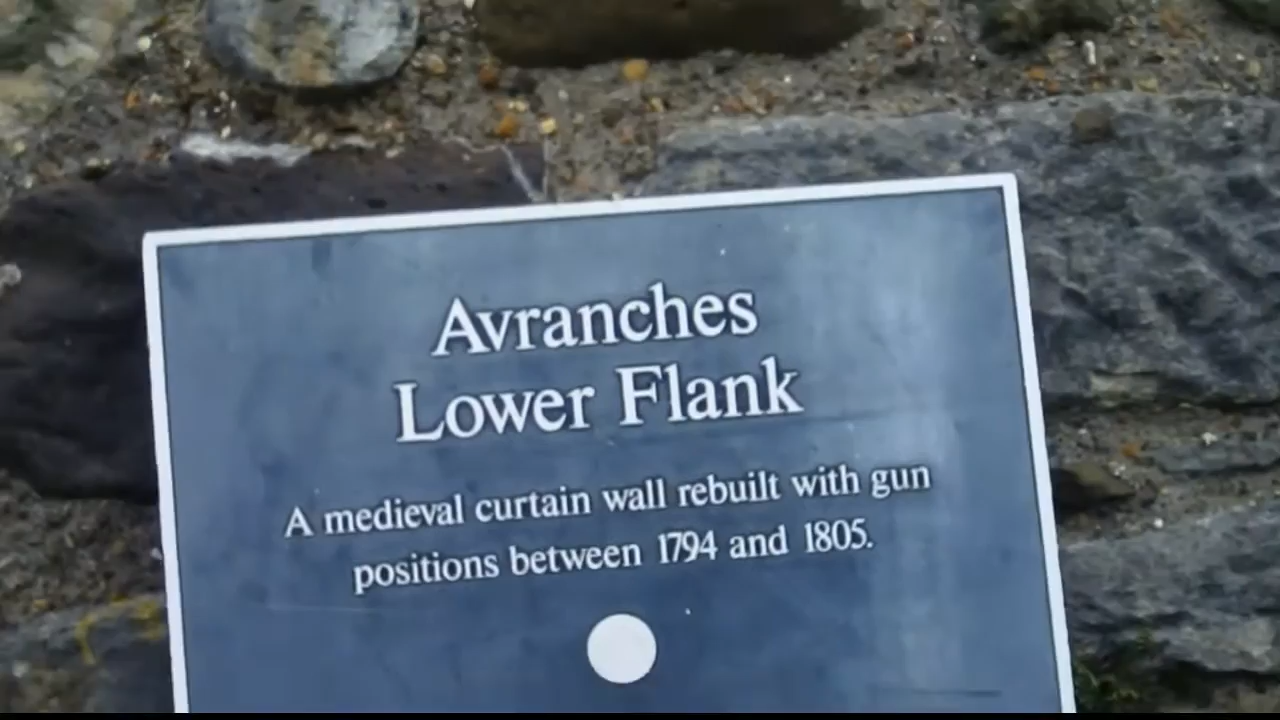 Avranches
Lower Flank
A medieval curtain wall rebuilt with gun
positions between 1794 and 1805.